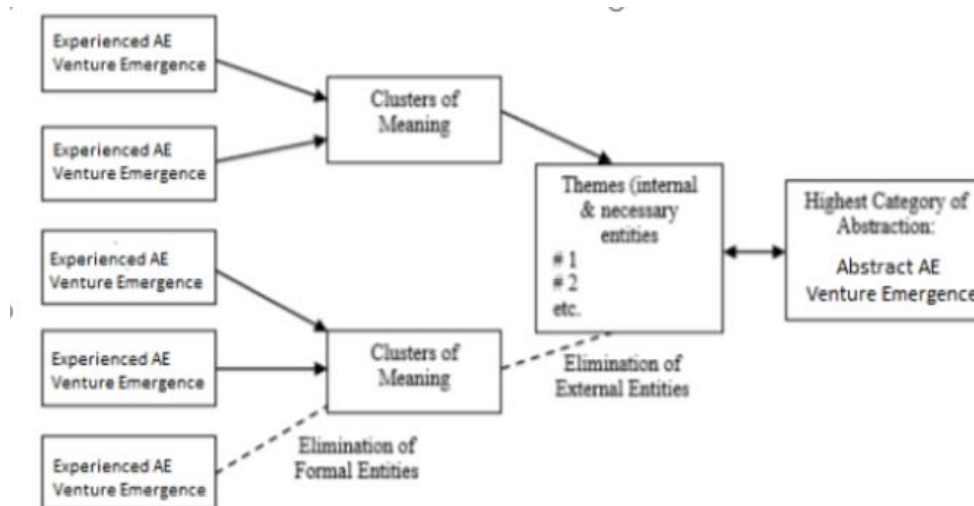 Experienced AE
Venture Emergence
Experienced AE
Venture Emergence
Experienced AE
Venture Emergence
Experienced AE
Venture Emergence
Experienced AE
Venture Emergence
Clusters of
Meaning
Clusters of
Meaning
Elimination of
Formal Entities
Themes (internal
& necessary
entities
# 1
# 2
etc.
Elimination of
External Entities
Highest Category of
Abstraction:
Abstract AE
Venture Emergence